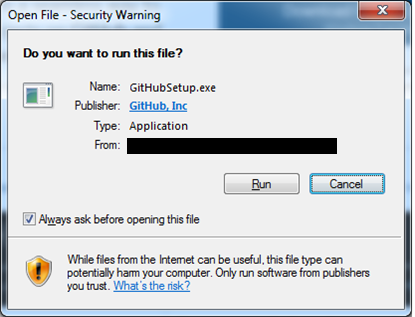 Open File - Security Warning
Do you want to run this file?
Name: GitHubSetup.exe
Publisher: GitHub, Inc
Type: Application
From:
Run Cancel
Always ask before opening this file
While files from the Internet can be useful, this file type can
potentially harm your computer. Only run software from publishers
you trust. What's the risk?